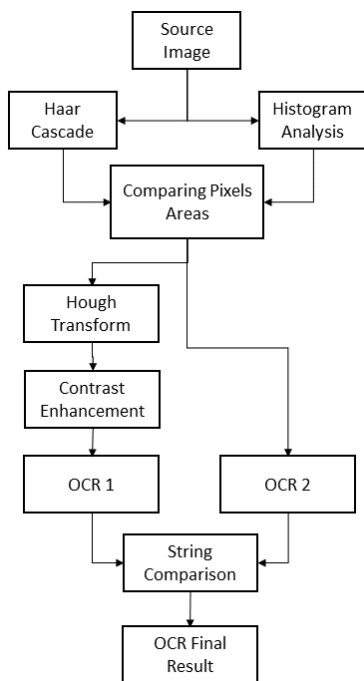 Source
Image
Haar
Cascade
Histogram
Analysis
Comparing Pixels
Areas
Hough
Transform
Contrast
Enhancement
OCR 1
OCR 2
String
Comparison
OCR Final
Result